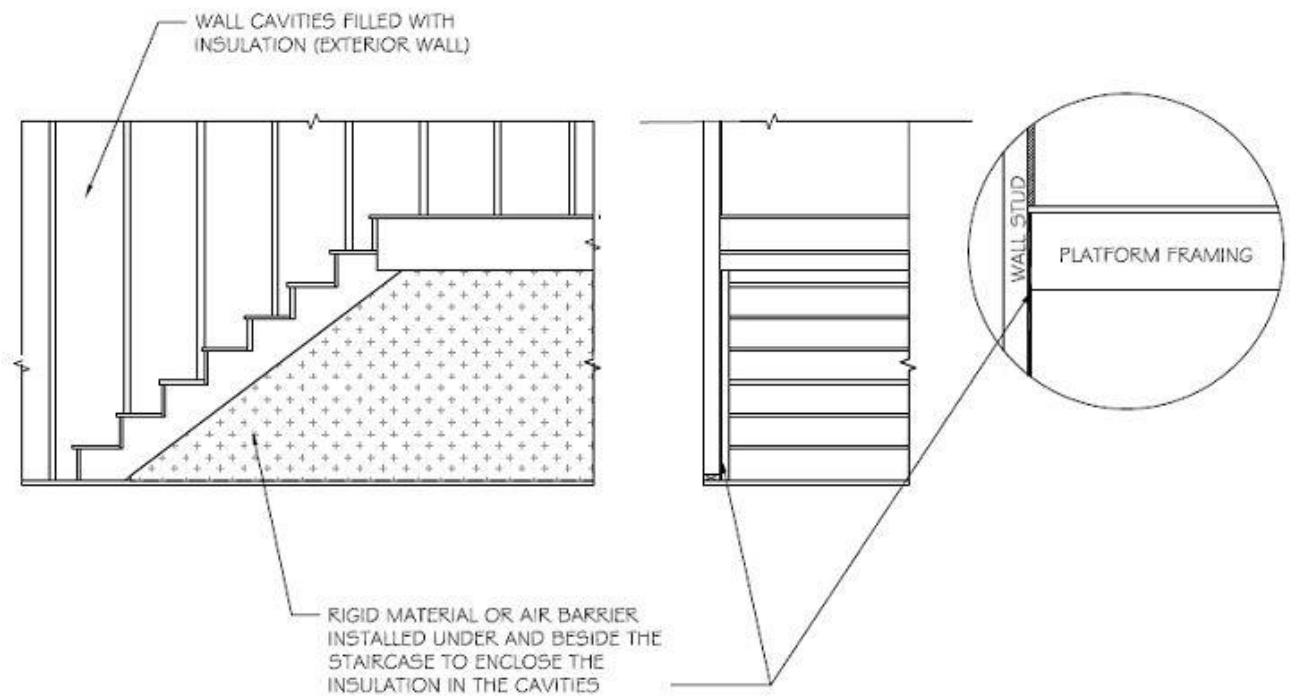 WALL CAVITIES FILLED WITH
INSULATION (EXTERIOR WALL)
WALL STUD
PLATFORM FRAMING
RIGID MATERIAL OR AIR BARRIER
INSTALLED UNDER AND BESIDE THE
STAIRCASE TO ENCLOSE THE
INSULATION IN THE CAVITIES